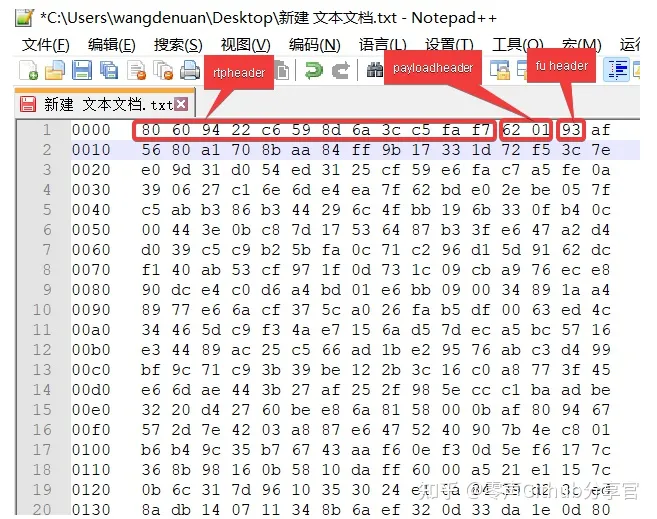 *C:\Users\wangdenuan\Desktop\新建 文本文档.txt - Notepad++
文件(F) 编辑(E) 搜索(S) 视图(V) 编码(N) 语言(L) 设置(T) 工具(O) 宏(M) 运行
rtpheader payloadheader fu header
新建 文本文档.txt
1 0000 80 60 94 22 c6 59 8d 6a 3c c5 fa f7 62 01 93 af
2 0010 56 80 a1 70 8b aa 84 ff 9b 17 33 1d 72 f5 3c 7e
3 0020 e0 9d 31 d0 54 ed 31 25 cf 59 e6 fa c7 a5 fe 0a
4 0030 39 06 27 c1 6e 6d e4 ea 7f 62 bd e0 2e be 05 7f
5 0040 c5 ab b3 86 b3 44 29 6c 4f bb 19 6b 33 0f b4 0c
6 0050 00 44 3e 0b c8 7d 17 53 64 87 b3 3f e6 47 a2 d4
7 0060 d0 39 c5 c9 b2 5b fa 0c 71 c2 96 d1 5d 91 62 dc
8 0070 f1 40 ab 53 cf 97 1f 0d 73 1c 09 cb a9 76 ec e8
9 0080 90 dc e4 c0 d6 a4 bd 01 e6 bb 09 00 34 89 1a a4
10 0090 89 77 e6 6a cf 37 5c a0 26 fa b5 df 00 63 ed 4c
11 00a0 34 46 5d c9 f3 4a e7 15 6a d5 7d ec a5 bc 57 16
12 00b0 e3 44 89 ac 25 c5 66 ad 1b e2 95 76 ab c3 d4 99
13 00c0 bf 9c 71 c9 3b 39 be 12 2b 3c 16 c0 a8 77 3f 45
14 00d0 e6 6d ae 44 3b 27 af 25 2f 98 5e cc c1 ba ad be
15 00e0 32 20 d4 27 60 be e8 6a 81 58 00 0b af 80 94 67
16 00f0 57 2d 7e 42 03 a8 87 e6 47 52 40 90 7b 4e c8 01
17 0100 b6 b4 9c 35 b7 67 43 aa f6 0e f3 0d 5e f6 17 7c
18 0110 36 8b 98 16 0b 58 10 da ff 60 00 a5 21 e1 15 7c
19 0120 0b 6c 31 7d 96 10 35 30 24 84 ed
20 0130 8a db 14 07 11 34 8b 6a ef 32 0d 33 da 1e 0d 80
知乎 @零声Github分享官